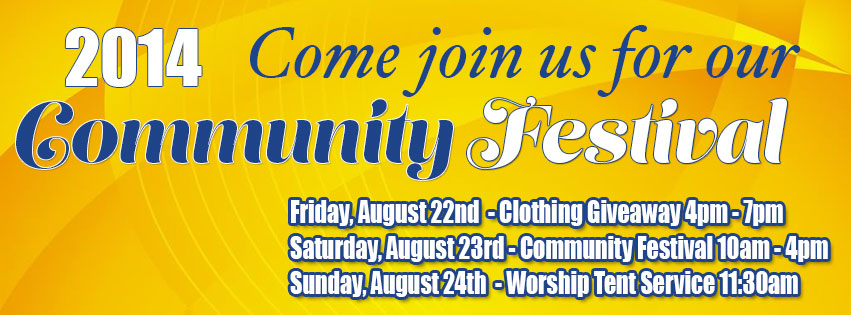 2014 Come join us for our
Community Festival
Friday, August 22nd - Clothing Giveaway 4pm - 7pm
Saturday, August 23rd - Community Festival 10am - 4pm
Sunday, August 24th - Worship Tent Service 11:30am